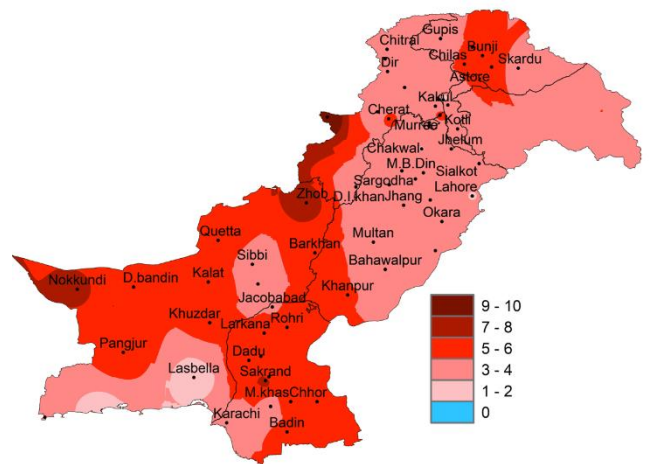 Gupis
Chitral
Bunji
Chilas
Skardu
Dir
Astore
Kakul
Cherat
Kotli
Murree
Jhelum
Chakwal
M.B.Din
Sialkot
Sargodha
Zhob
D.I.khan
Jhang
Lahore
Okara
Quetta
Multan
Barkhan
Sibbi
Bahawalpur
Nokkundi
D.bandin
Kalat
Khanpur
Jacobabad
9 - 10
Khuzdar
Rohri
7 - 8
Larkana
5 - 6
Pangjur
Dadu
3 - 4
Lasbella
Sakrand
1 - 2
M.khas
Chhor
0
Karachi
Badin